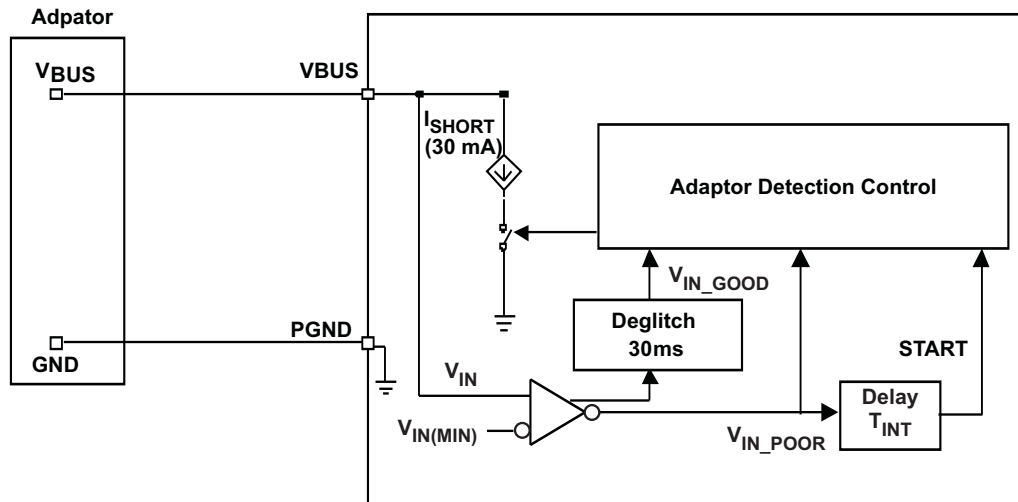 Adpator
VBUS
VBUS
ISHORT
(30 mA)
Adaptor Detection Control
VIN_GOOD
Deglitch
30ms
PGND
GND
START
VIN
Delay
TINT
VIN(MIN)
VIN_POOR